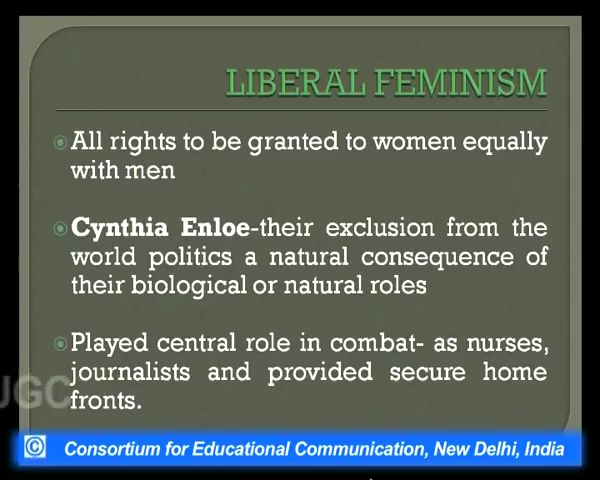 LIBERAL FEMINISM
All rights to be granted to women equally
with men
Cynthia Enloe-their exclusion from the
world politics a natural consequence of
their biological or natural roles
Played central role in combat- as nurses,
journalists and provided secure home
fronts.
UGC
© Consortium for Educational Communication, New Delhi, India